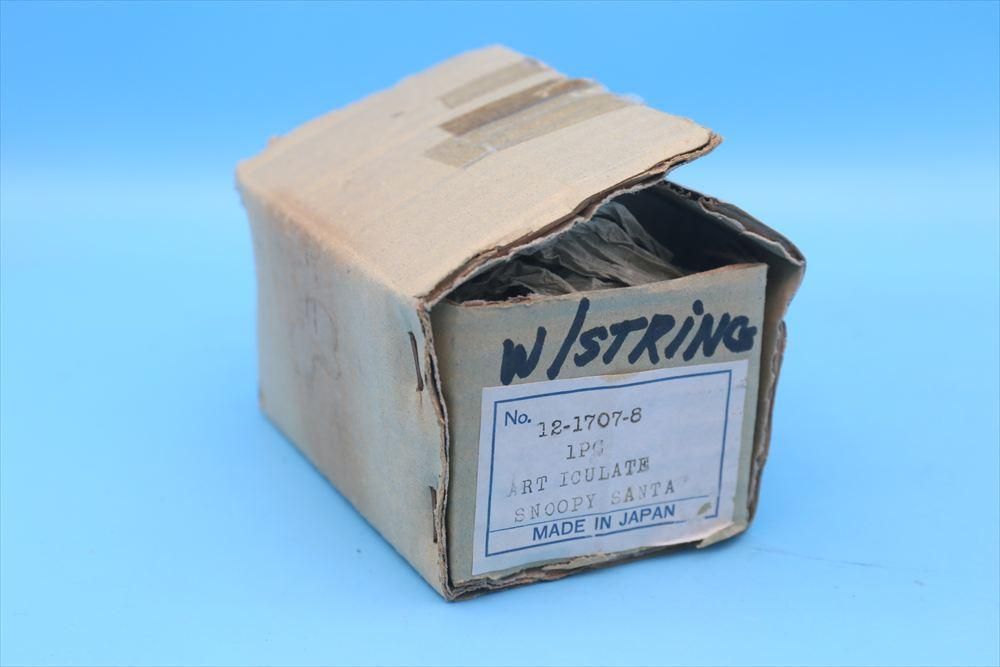 W/STRING
No. 12-1707-8
1PC
ART ICULATE
SNOOPY SANTA
MADE IN JAPAN